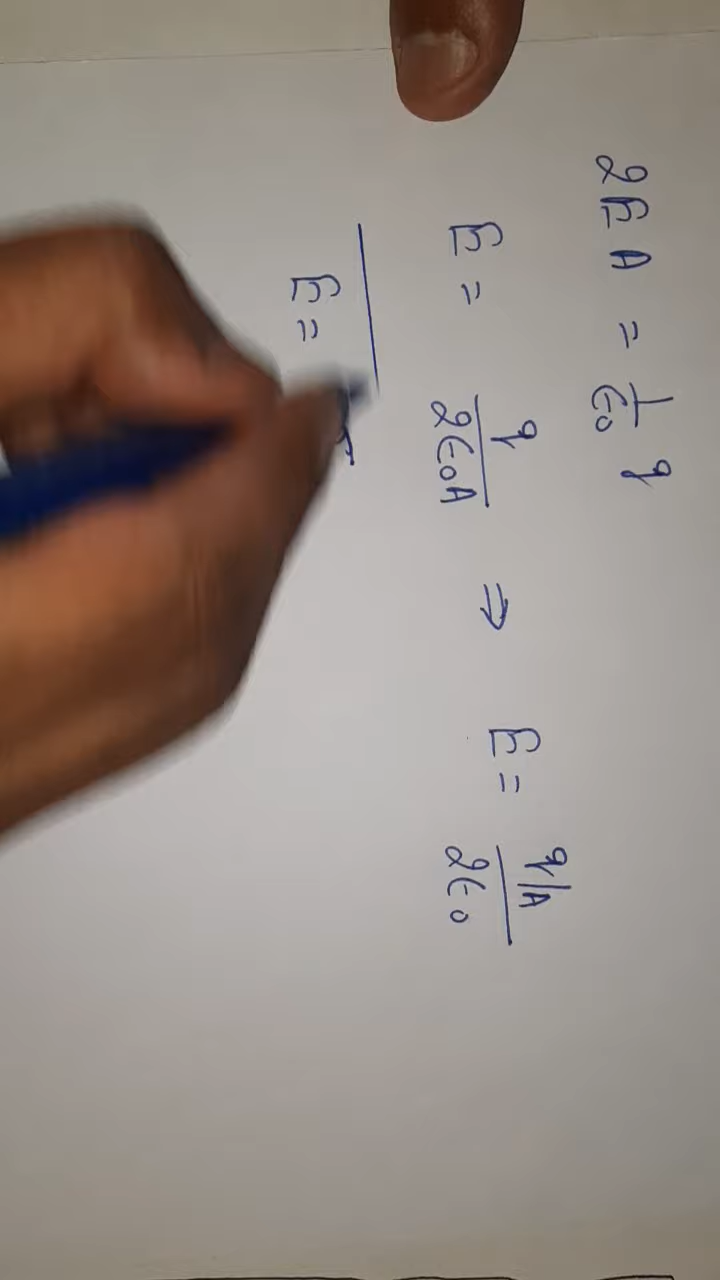 2EA = 1/ε₀ q
E = q/2ε₀A ⇒ E = q/A/2ε₀
E =